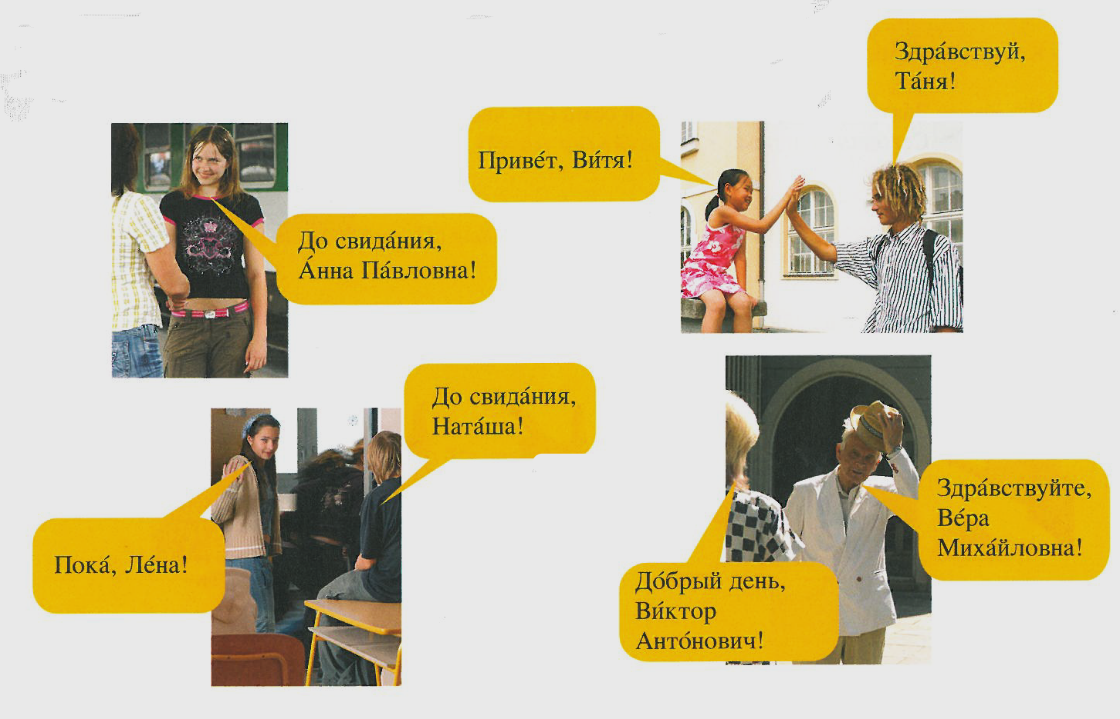 До свида́ния,
А́нна Па́вловна!
Приве́т, Ви́тя!
Здра́вствуй,
Та́ня!
До свида́ния,
Ната́ша!
Пока́, Ле́на!
До́брый день,
Ви́ктор
Анто́нович!
Здра́вствуйте,
Ве́ра
Миха́йловна!